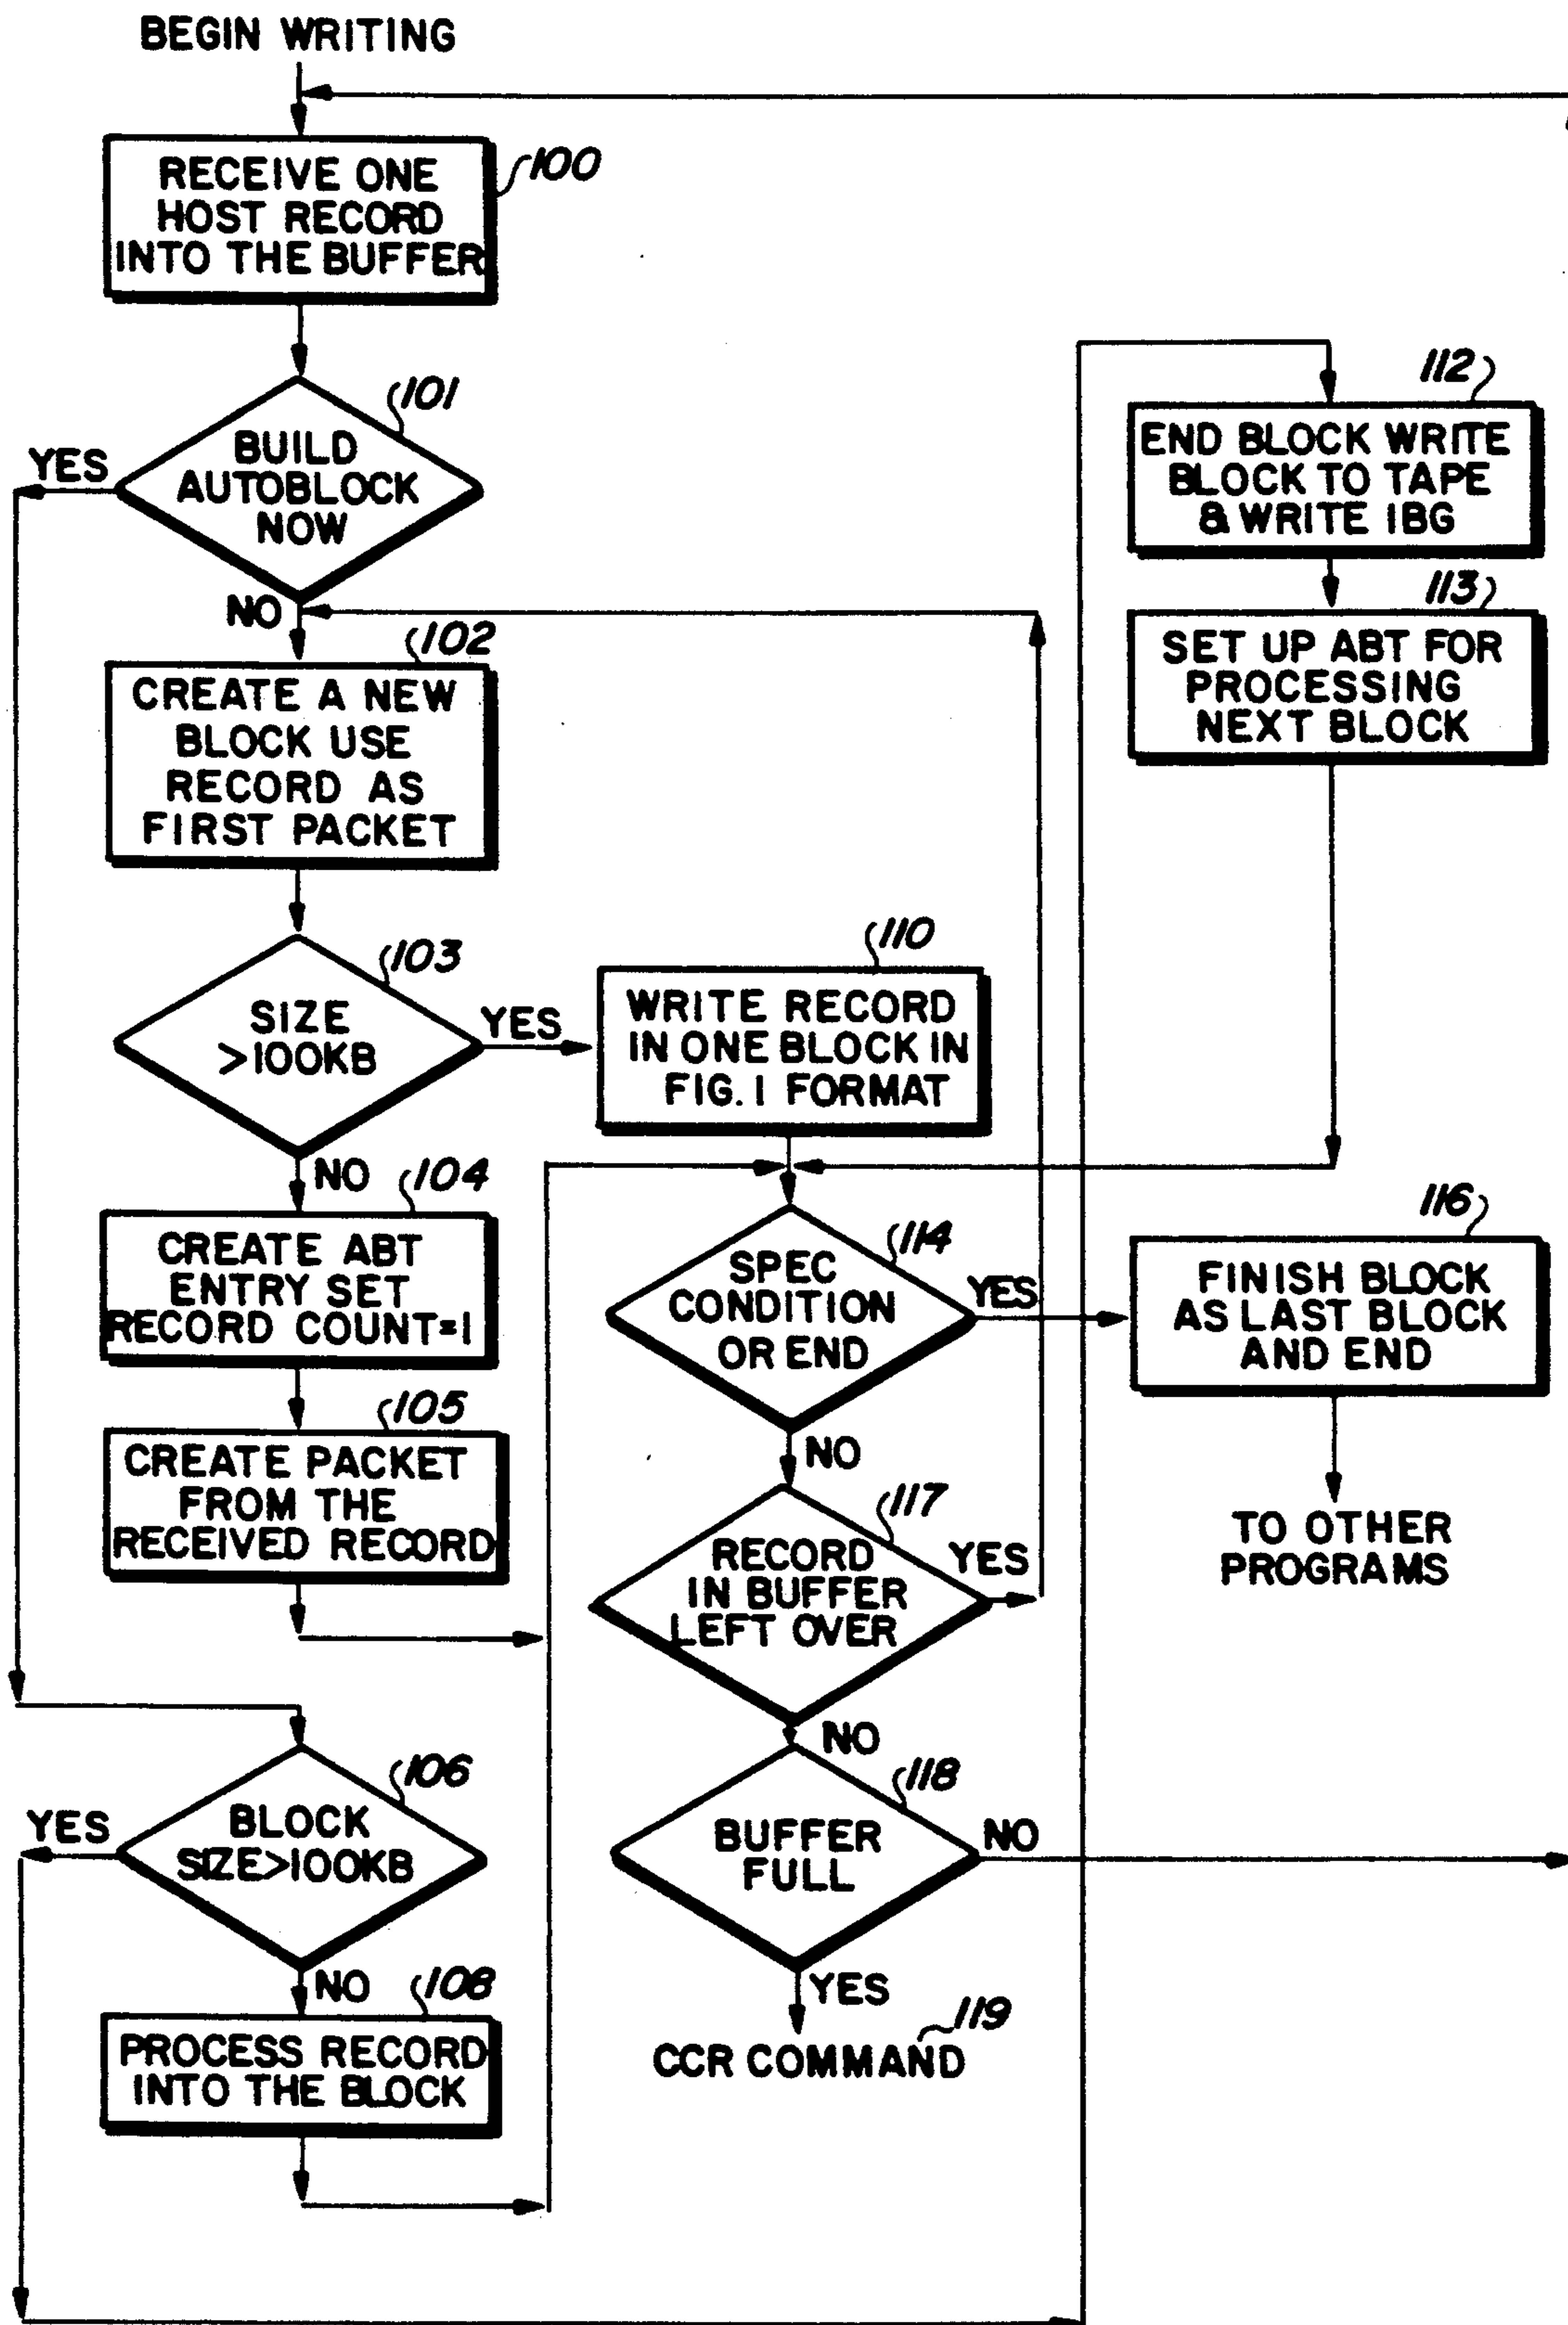 BEGIN WRITING
100
RECEIVE ONE
HOST RECORD
INTO THE BUFFER
101
YES
BUILD
AUTOBLOCK
NOW
NO
102
CREATE A NEW
BLOCK USE
RECORD AS
FIRST PACKET
103
SIZE
>100KB
YES
NO
104
CREATE ABT
ENTRY SET
RECORD COUNT=1
105
CREATE PACKET
FROM THE
RECEIVED RECORD
106
YES
BLOCK
SIZE>100KB
NO
108
PROCESS RECORD
INTO THE BLOCK
110
WRITE RECORD
IN ONE BLOCK IN
FIG. 1 FORMAT
114
SPEC
CONDITION
OR END
YES
NO
117
RECORD
IN BUFFER
LEFT OVER
YES
NO
118
BUFFER
FULL
NO
YES
119
CCR COMMAND
112
END BLOCK WRITE
BLOCK TO TAPE
& WRITE IBG
113
SET UP ABT FOR
PROCESSING
NEXT BLOCK
116
FINISH BLOCK
AS LAST BLOCK
AND END
TO OTHER
PROGRAMS